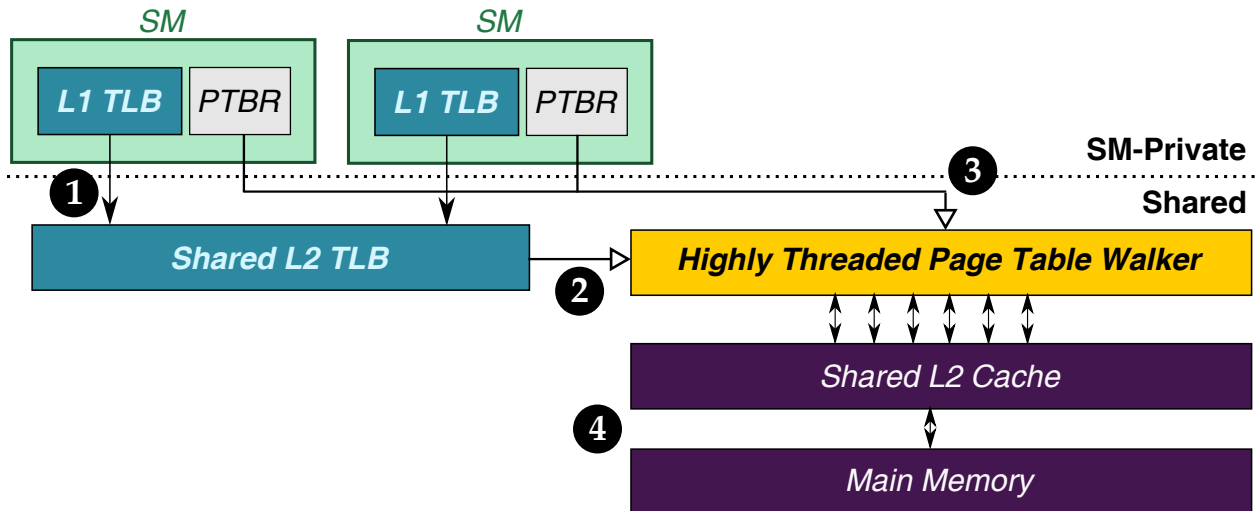 SM
SM
L1 TLB
PTBR
L1 TLB
PTBR
SM-Private
1
3
Shared
Shared L2 TLB
2
Highly Threaded Page Table Walker
Shared L2 Cache
4
Main Memory